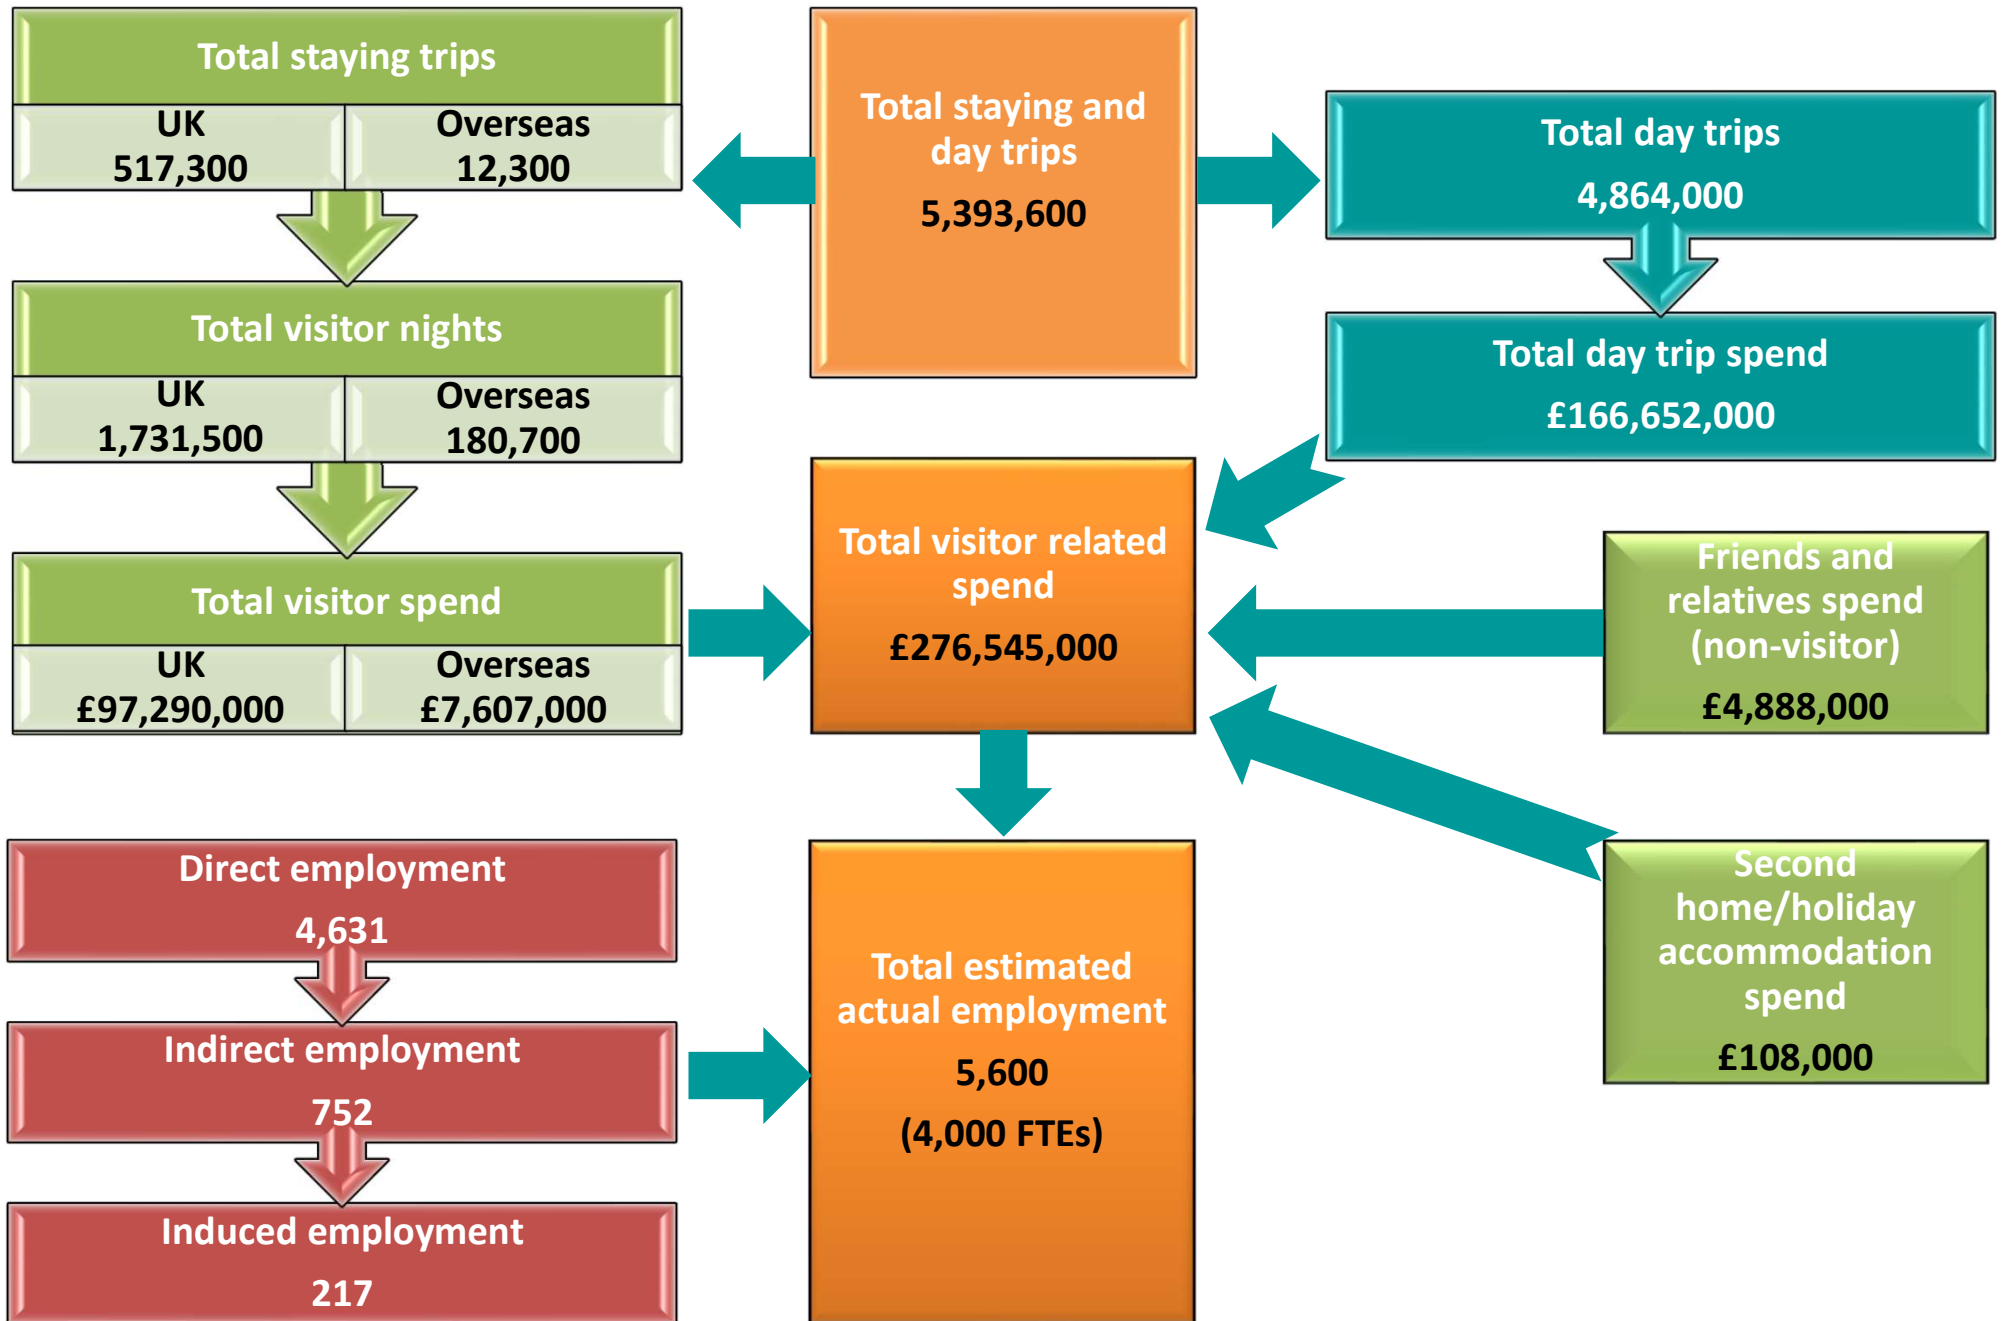 Total staying trips
UK
517,300
Overseas
12,300
Total visitor nights
UK
1,731,500
Overseas
180,700
Total visitor spend
UK
£97,290,000
Overseas
£7,607,000
Total staying and
day trips
5,393,600
Total day trips
4,864,000
Total day trip spend
£166,652,000
Total visitor related
spend
£276,545,000
Friends and
relatives spend
(non-visitor)
£4,888,000
Second
home/holiday
accommodation
spend
£108,000
Direct employment
4,631
Indirect employment
752
Induced employment
217
Total estimated
actual employment
5,600
(4,000 FTEs)